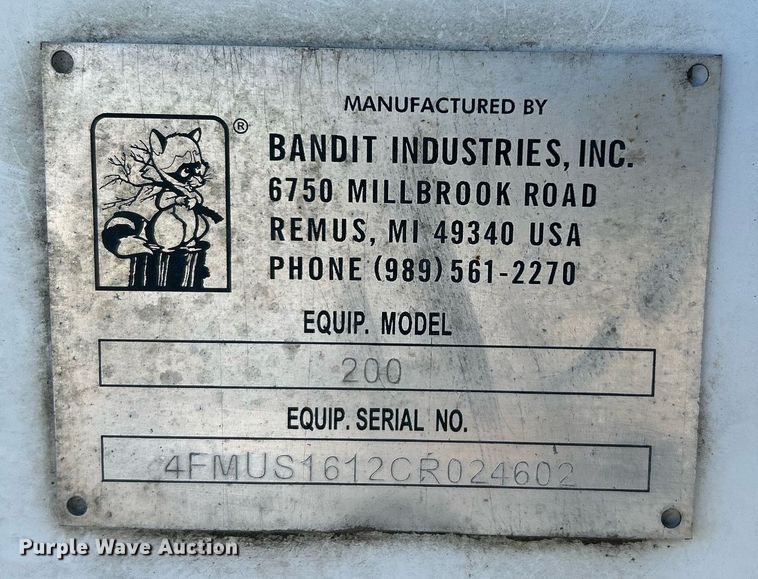 MANUFACTURED BY
®
BANDIT INDUSTRIES, INC.
6750 MILLBROOK ROAD
REMUS, MI 49340 USA
PHONE (989) 561-2270
EQUIP. MODEL
200
EQUIP. SERIAL NO.
4FMUS1612CR024602
Purple Wave Auction